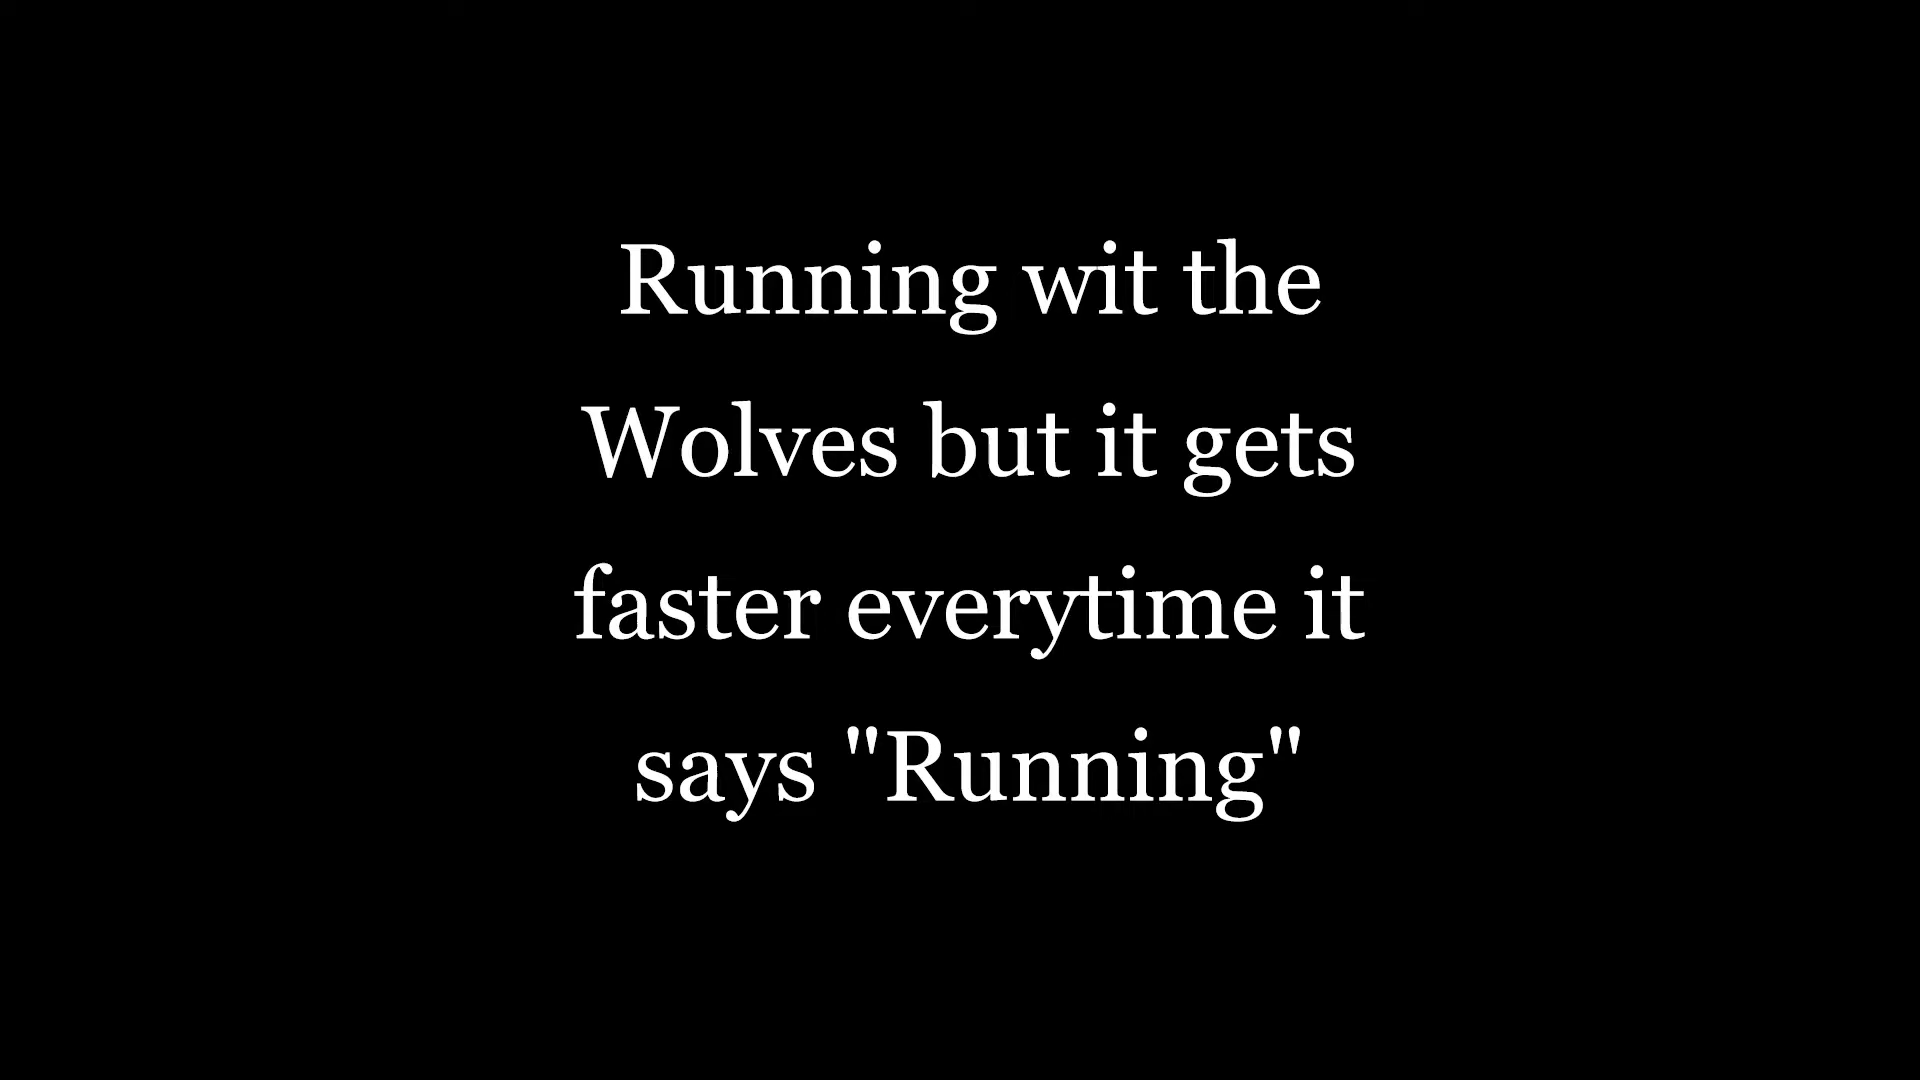 Running wit the
Wolves but it gets
faster everytime it
says "Running"